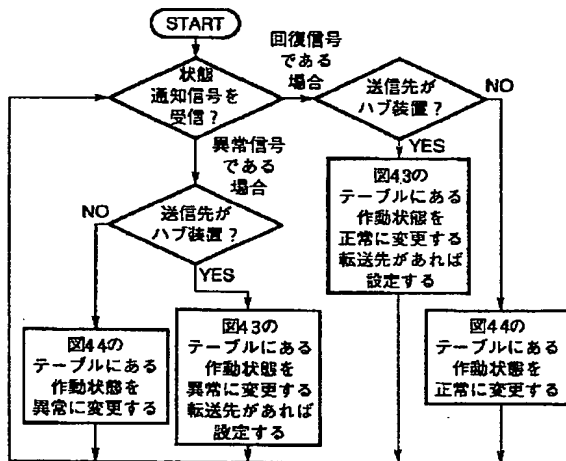 START
状態
通知信号を
受信？
回復信号
である
場合
送信先が
ハブ装置？
NO
YES
異常信号
である
場合
図43の
テーブルにある
作動状態を
正常に変更する
転送先があれば
設定する
送信先が
ハブ装置？
NO
YES
図44の
テーブルにある
作動状態を
異常に変更する
図43の
テーブルにある
作動状態を
異常に変更する
転送先があれば
設定する
図44の
テーブルにある
作動状態を
正常に変更する